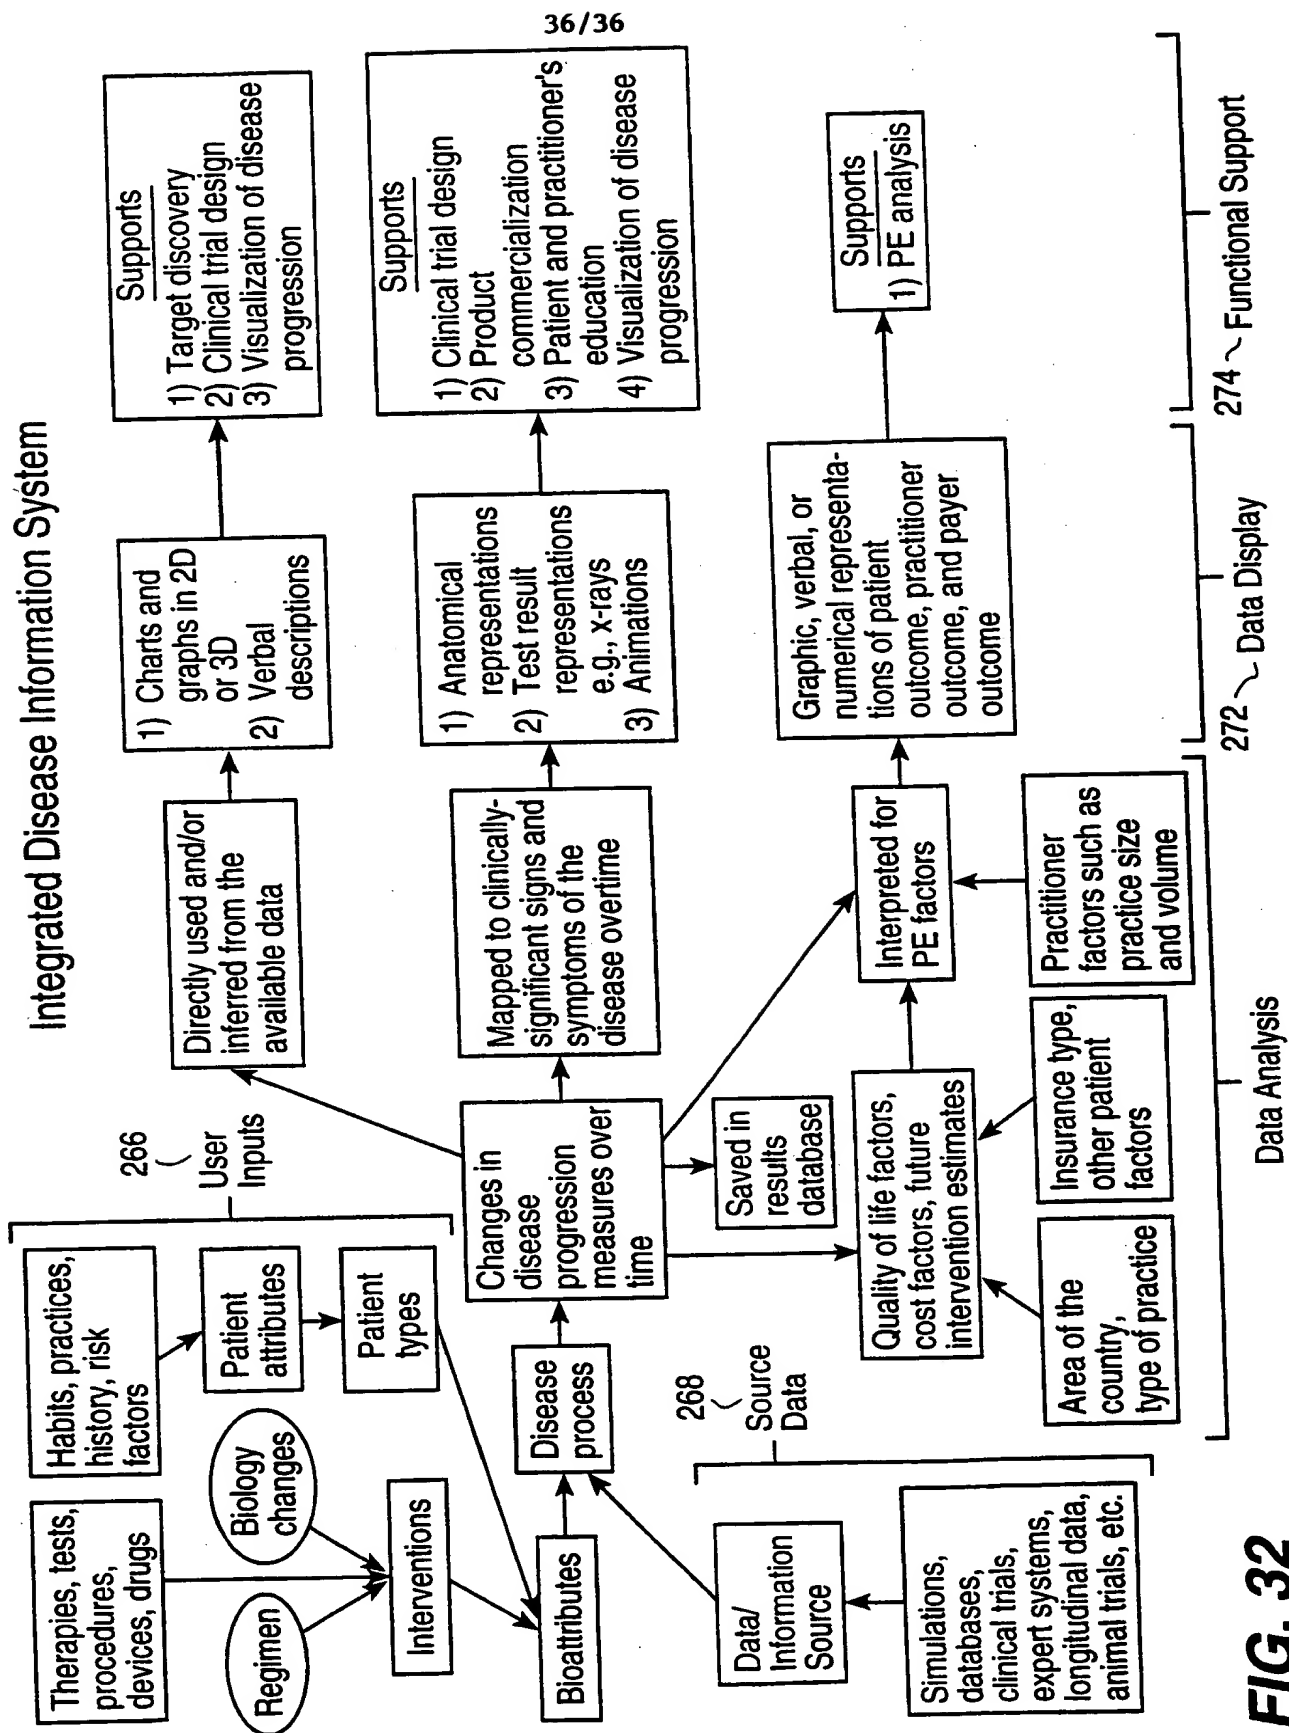 36/36
Integrated Disease Information System
Therapies, tests,
procedures,
devices, drugs
Habits, practices,
history, risk
factors
Regimen
Biology
changes
Patient
attributes
Interventions
Patient
types
266
User
Inputs
Bioattributes
Disease
process
Changes in
disease
progression
measures over
time
Data/
Information
Source
Simulations,
databases,
clinical trials,
expert systems,
longitudinal data,
animal trials, etc.
268
Source
Data
Directly used and/or
inferred from the
available data
1) Charts and
graphs in 2D
or 3D
2) Verbal
descriptions
Supports
1) Target discovery
2) Clinical trial design
3) Visualization of disease
progression
Mapped to clinically-
significant signs and
symptoms of the
disease overtime
1) Anatomical
representations
2) Test result
representations
e.g., x-rays
3) Animations
Supports
1) Clinical trial design
2) Product
commercialization
3) Patient and practitioner's
education
4) Visualization of disease
progression
Saved in
results
database
Quality of life factors,
cost factors, future
intervention estimates
Interpreted for
PE factors
Graphic, verbal, or
numerical representa-
tions of patient
outcome, practitioner
outcome, and payer
outcome
Supports
1) PE analysis
Area of the
country,
type of practice
Insurance type,
other patient
factors
Practitioner
factors such as
practice size
and volume
Data Analysis
272 Data Display
274 Functional Support
FIG. 32